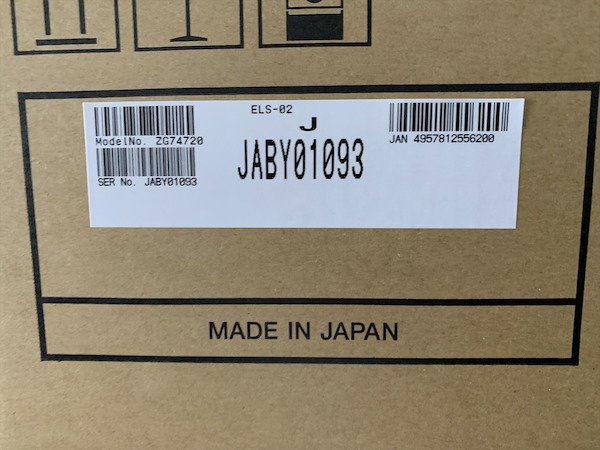 ELS-02
J
ModelNo. ZG74720
JABY01093
JAN 4957812556200
SER No. JABY01093
MADE IN JAPAN